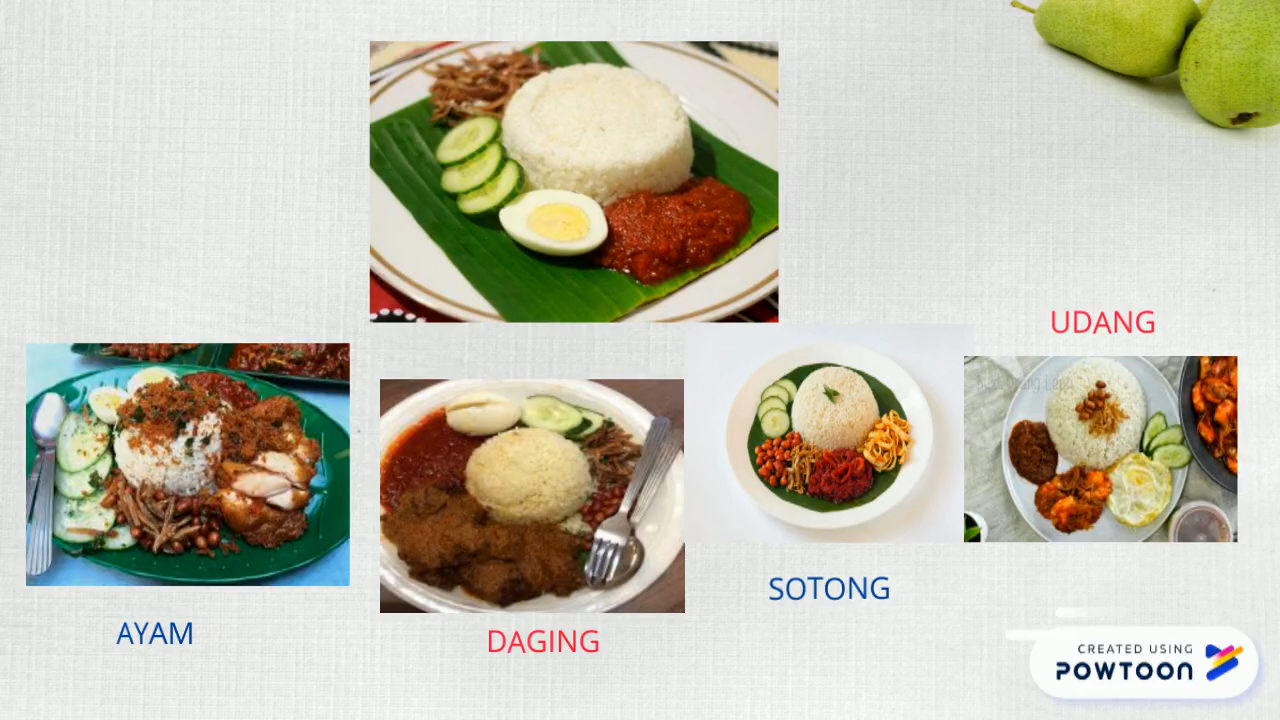 UDANG
SOTONG
AYAM
DAGING
CREATED USING
POWTOON